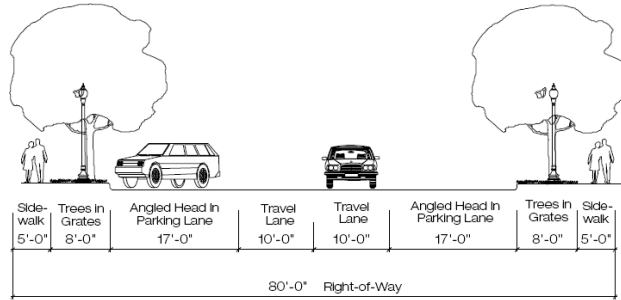 Side-
walk
5'-0"
Trees in
Grates
8'-0"
Angled Head In
Parking Lane
17'-0"
Travel
Lane
10'-0"
Travel
Lane
10'-0"
Angled Head In
Parking Lane
17'-0"
Trees in
Grates
8'-0"
Side-
walk
5'-0"
80'-0" Right-of-Way